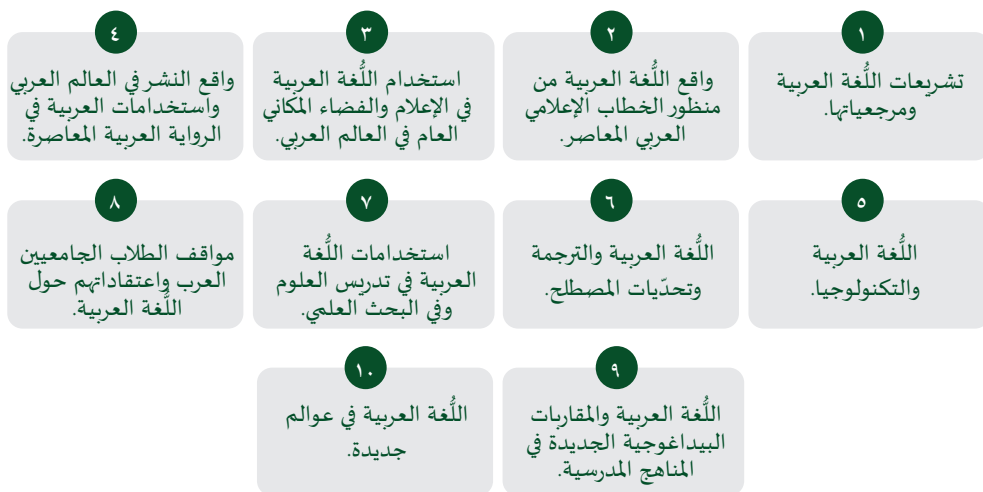 ١
تشريعات اللُّغة العربية
ومرجعياتها.
٢
واقع اللُّغة العربية من
منظور الخطاب الإعلامي
العربي المعاصر.
٣
استخدام اللُّغة العربية
في الإعلام والفضاء المكاني
العام في العالم العربي.
٤
واقع النشر في العالم العربي
واستخدامات العربية في
الرواية العربية المعاصرة.
٥
اللُّغة العربية
والتكنولوجيا.
٦
اللُّغة العربية والترجمة
وتحدّيات المصطلح.
٧
استخدامات اللُّغة
العربية في تدريس العلوم
وفي البحث العلمي.
٨
مواقف الطلاب الجامعيين
العرب واعتقاداتهم حول
اللُّغة العربية.
٩
اللُّغة العربية والمقاربات
البيداغوجية الجديدة في
المناهج المدرسية.
١٠
اللُّغة العربية في عوالم
جديدة.